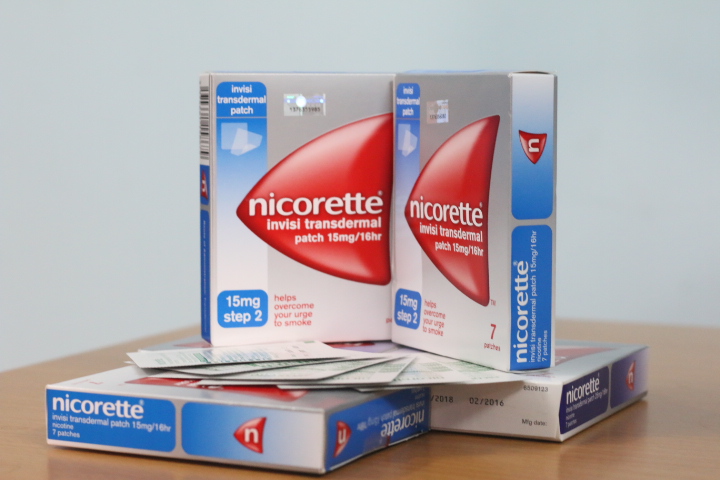 invisi
transdermal
patch
nicorette®
invisi transdermal
patch 15mg/16hr
15mg
step 2
helps
overcome
your urge
to smoke
invisi
transdermal
patch
nicorette®
invisi transdermal
patch 15mg/16hr
15mg
step 2
helps
overcome
your urge
to smoke
TM
7
patches
n
nicorette®
invisi transdermal patch 15mg/16hr
nicotine
7 patches
nicorette®
invisi transdermal patch 15mg/16hr
nicotine
7 patches
n
n
nicorette®
02/2016
Mfg date:
nicorette®
n